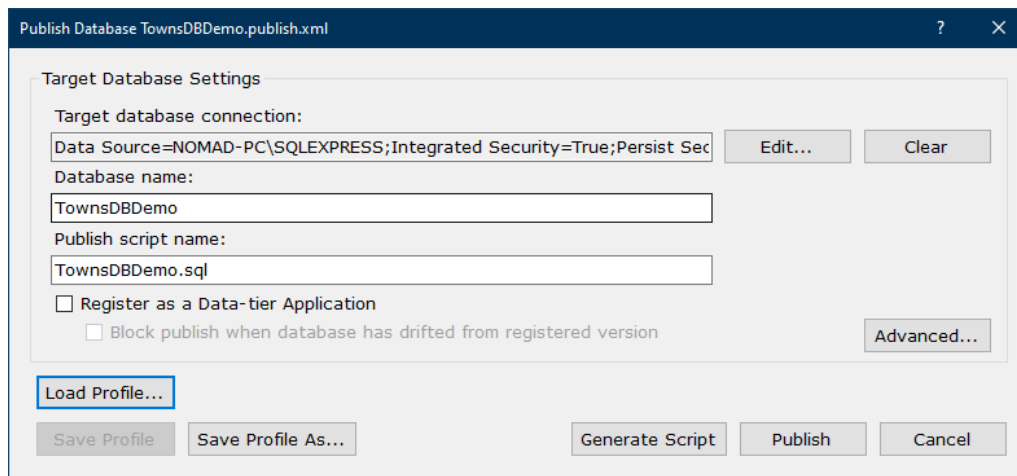 Publish Database TownsDBDemo.publish.xml ? ×
Target Database Settings
Target database connection:
Data Source=NOMAD-PC\SQLEXPRESS;Integrated Security=True;Persist Sec Edit... Clear
Database name:
TownsDBDemo
Publish script name:
TownsDBDemo.sql
Register as a Data-tier Application
Block publish when database has drifted from registered version
Advanced...
Load Profile...
Save Profile Save Profile As... Generate Script Publish Cancel